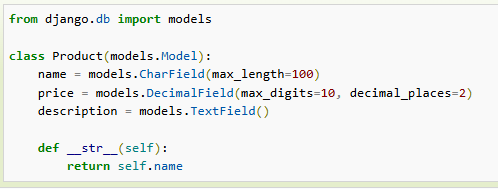 from django.db import models

class Product(models.Model):
    name = models.CharField(max_length=100)
    price = models.DecimalField(max_digits=10, decimal_places=2)
    description = models.TextField()

    def __str__(self):
        return self.name